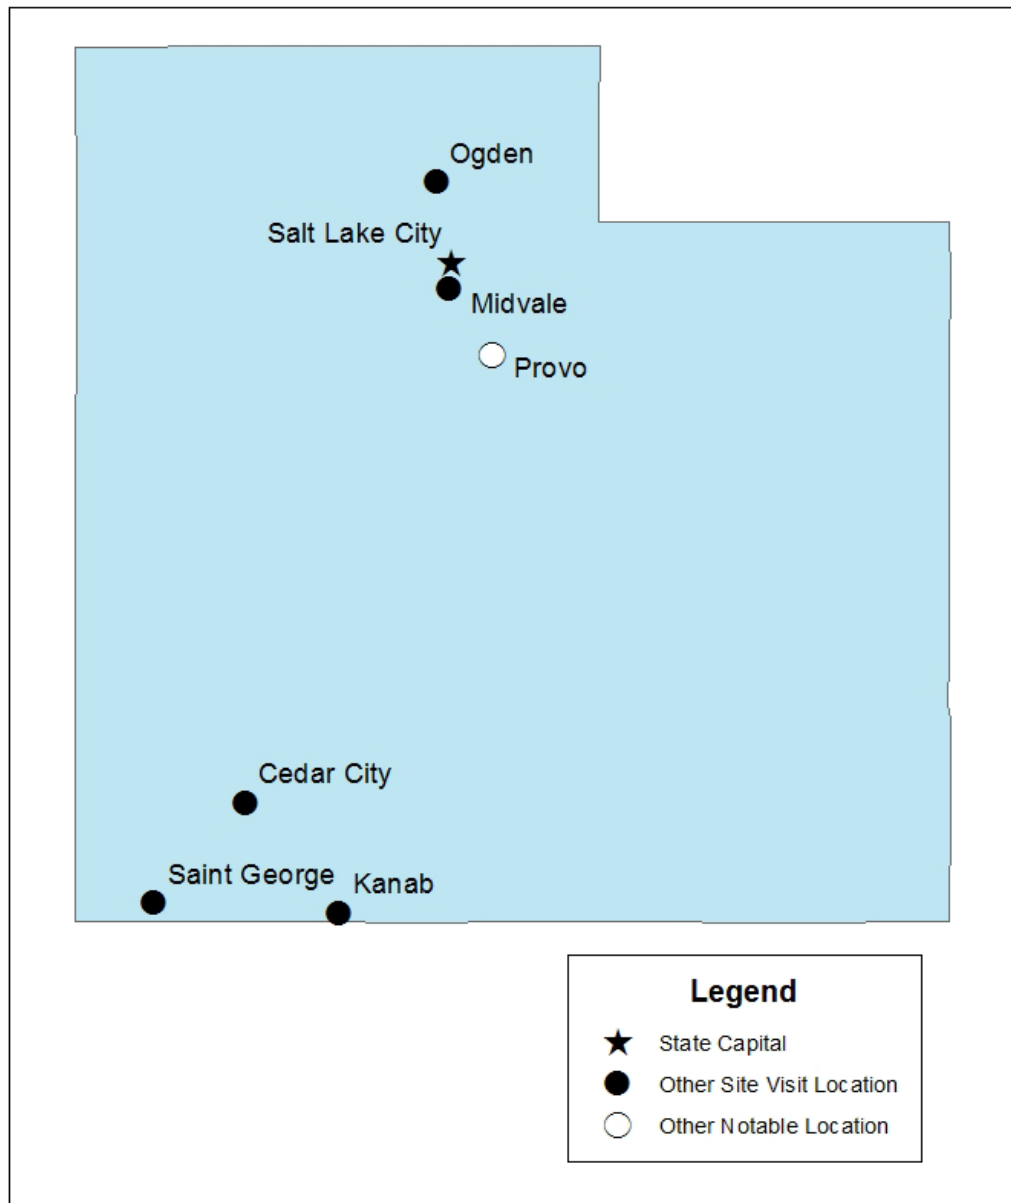 Ogden
Salt Lake City
Midvale
Provo
Cedar City
Saint George
Kanab
Legend
State Capital
Other Site Visit Location
Other Notable Location